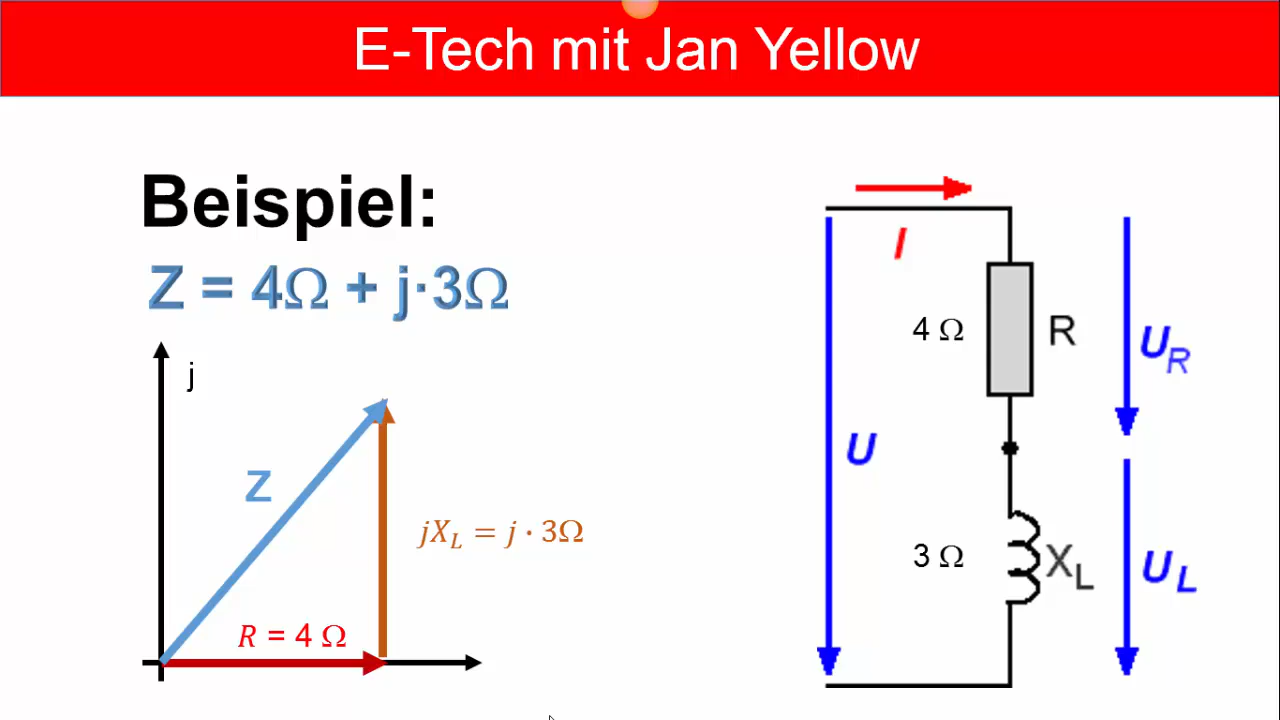 E-Tech mit Jan Yellow
Beispiel:
Z = 4Ω + j·3Ω
j
Z
jX_L = j · 3Ω
R = 4 Ω
I
4 Ω
R
U_R
U
3 Ω
X_L
U_L